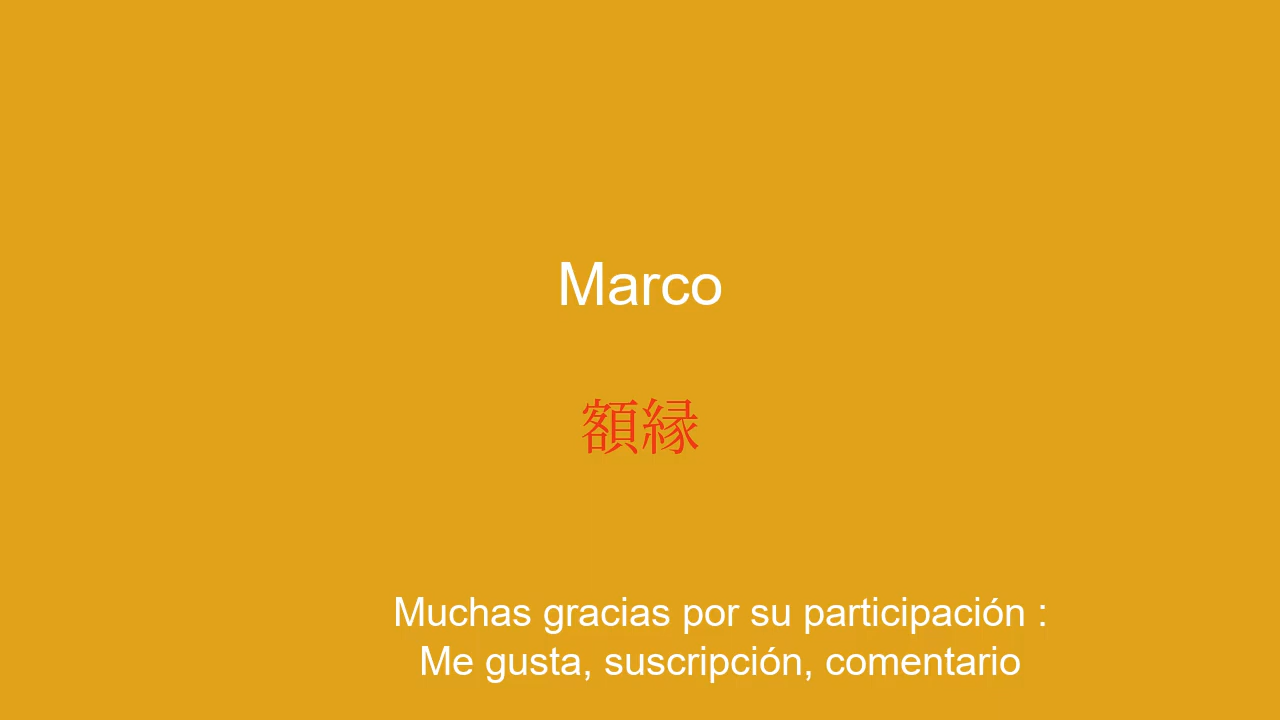 Marco
額縁
Muchas gracias por su participación :
Me gusta, suscripción, comentario